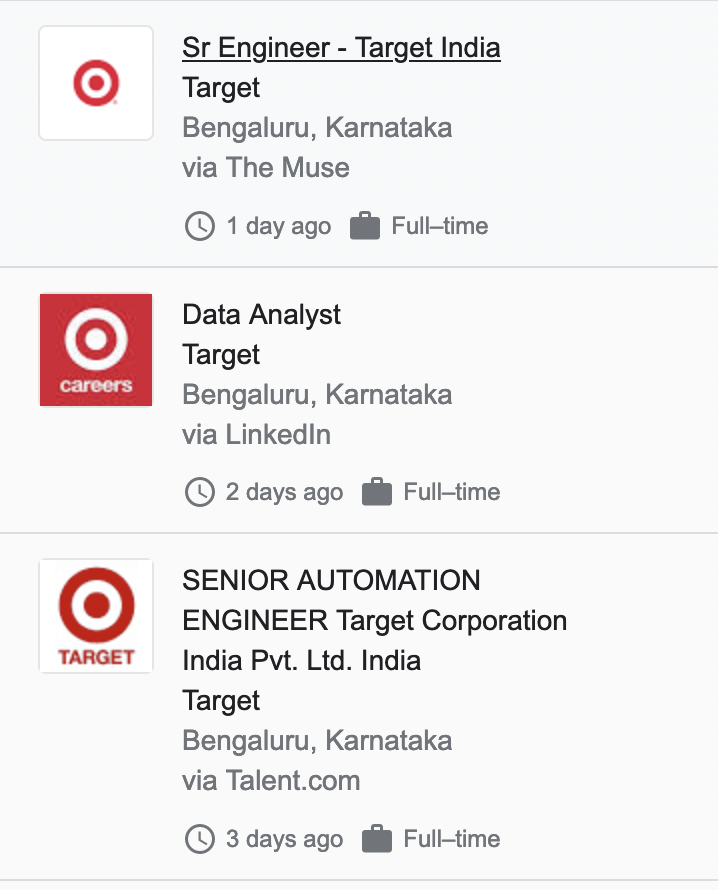 Sr Engineer - Target India
Target
Bengaluru, Karnataka
via The Muse
1 day ago Full–time
careers
Data Analyst
Target
Bengaluru, Karnataka
via LinkedIn
2 days ago Full–time
TARGET
SENIOR AUTOMATION
ENGINEER Target Corporation
India Pvt. Ltd. India
Target
Bengaluru, Karnataka
via Talent.com
3 days ago Full–time